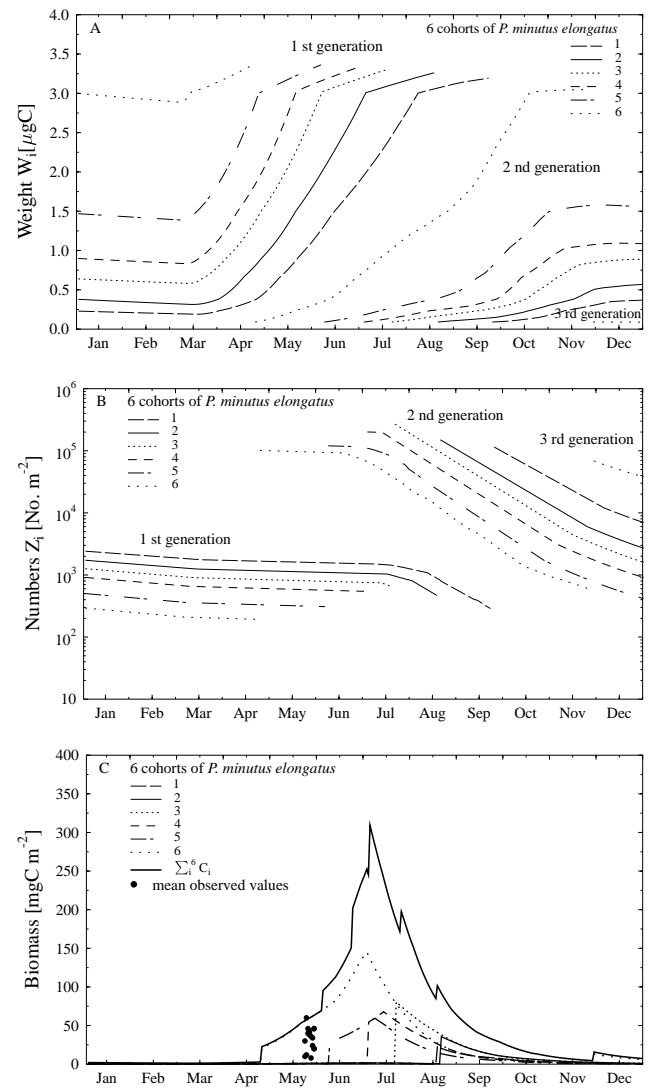 A
1 st generation
6 cohorts of P. minutus elongatus
1
2
3
4
5
6
2 nd generation
3 rd generation
Weight Wi[μgC]
4.0
3.5
3.0
2.5
2.0
1.5
1.0
0.5
0.0
Jan Feb Mar Apr May Jun Jul Aug Sep Oct Nov Dec
B 6 cohorts of P. minutus elongatus
1
2
3
4
5
6
2 nd generation
3 rd generation
1 st generation
Numbers Zi [No. m-2]
10^6
10^5
10^4
10^3
10^2
10
Jan Feb Mar Apr May Jun Jul Aug Sep Oct Nov Dec
C 6 cohorts of P. minutus elongatus
1
2
3
4
5
6
∑i^6 Ci
mean observed values
Biomass [mgC m-2]
400
350
300
250
200
150
100
50
0
Jan Feb Mar Apr May Jun Jul Aug Sep Oct Nov Dec